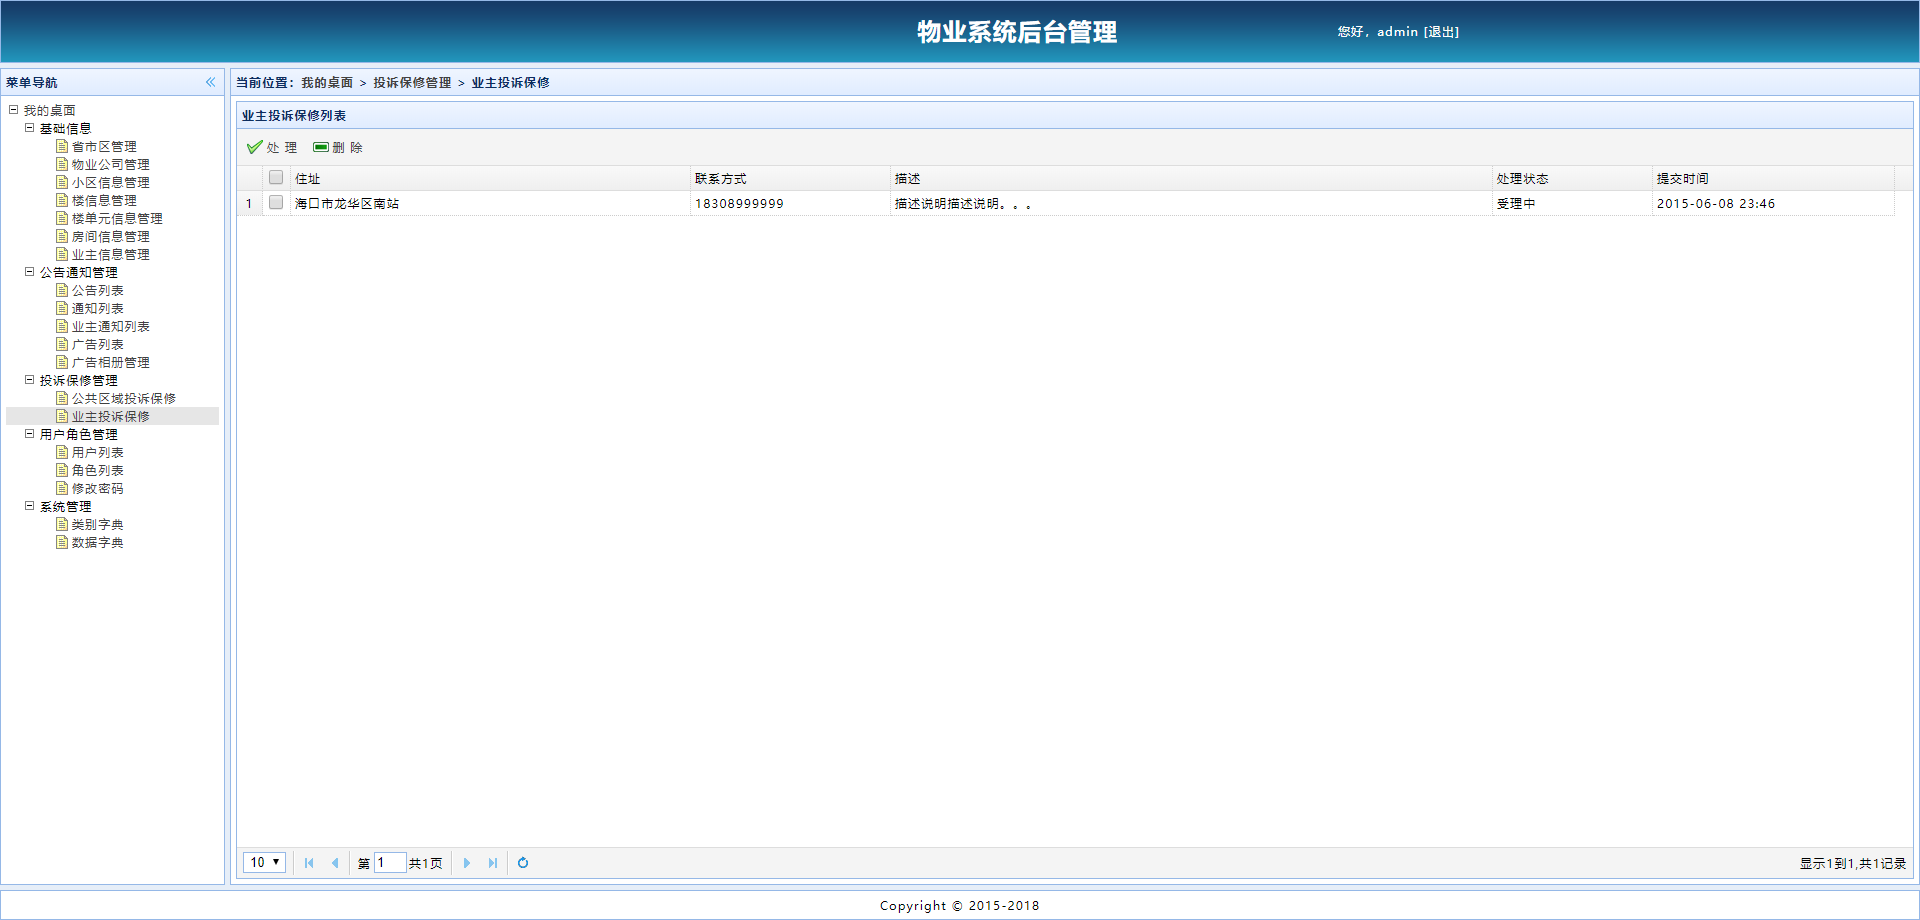 物业系统后台管理
您好，admin [退出]
菜单导航
我的桌面
基础信息
省市区管理
物业公司管理
小区信息管理
楼信息管理
楼单元信息管理
房间信息管理
业主信息管理
公告通知管理
公告列表
通知列表
业主通知列表
广告列表
广告相册管理
投诉保修管理
公共区域投诉保修
业主投诉保修
用户角色管理
用户列表
角色列表
修改密码
系统管理
类别字典
数据字典
当前位置：我的桌面 > 投诉保修管理 > 业主投诉保修
业主投诉保修列表
处 理 删 除
住址 联系方式 描述 处理状态 提交时间
1 海口市龙华区南站 18308999999 描述说明描述说明。。。 受理中 2015-06-08 23:46
10 第 1 共1页 显示1到1,共1记录
Copyright © 2015-2018